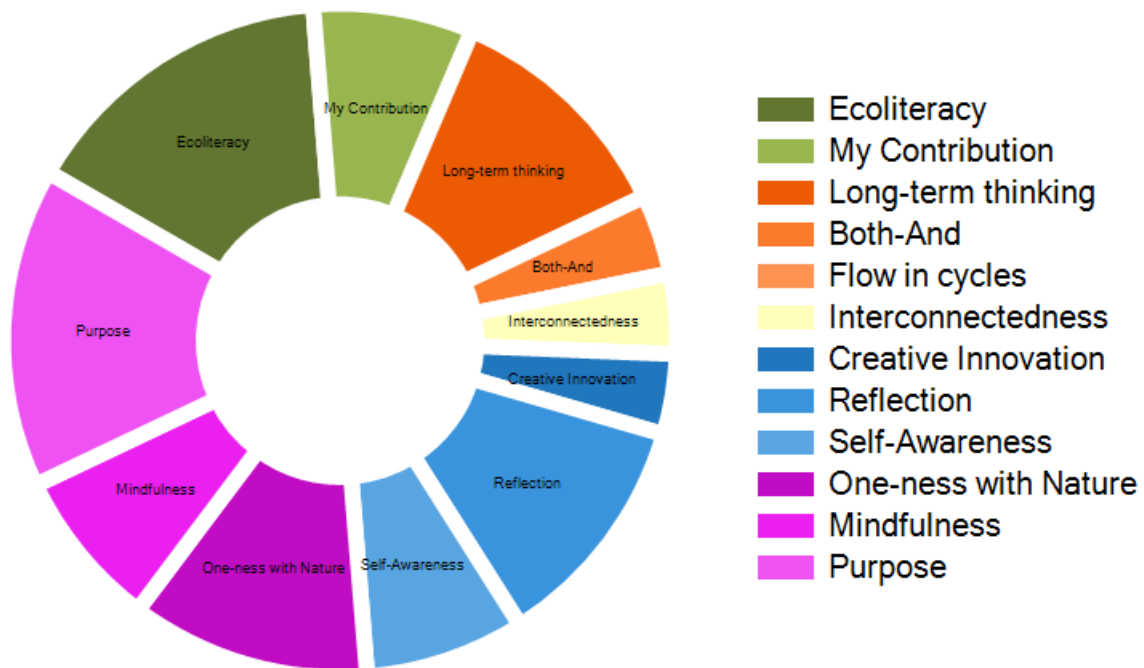 My Contribution
Ecoliteracy
Long-term thinking
Both-And
Interconnectedness
Purpose
Creative Innovation
Reflection
Mindfulness
Self-Awareness
One-ness with Nature
Ecoliteracy
My Contribution
Long-term thinking
Both-And
Flow in cycles
Interconnectedness
Creative Innovation
Reflection
Self-Awareness
One-ness with Nature
Mindfulness
Purpose